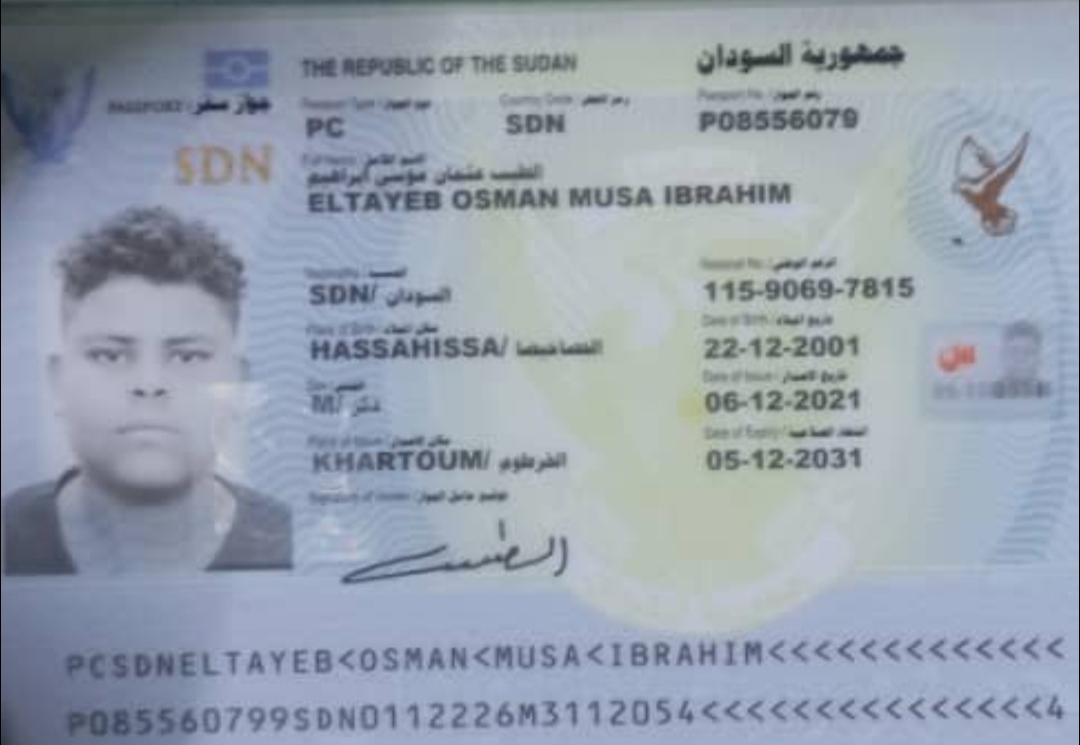 THE REPUBLIC OF THE SUDAN
جمهورية السودان
PASSPORT / جواز سفر
Passport Type / نوع الجواز
Country Code / رمز القطر
Passport No. / رقم الجواز
PC
SDN
P08556079
SDN
Full Name / الاسم الكامل
الطيب عثمان موسى ابراهيم
ELTAYEB OSMAN MUSA IBRAHIM
Nationality / الجنسية
National No. / الرقم الوطني
SDN/ السودان
115-9069-7815
Place of Birth / مكان الميلاد
Date of Birth / تاريخ الميلاد
HASSAHISSA/ الحصاحيصا
22-12-2001
Sex / الجنس
Date of Issue / تاريخ الاصدار
M/ ذكر
06-12-2021
Place of Issue / مكان الاصدار
Date of Expiry /
KHARTOUM/ الخرطوم
05-12-2031
Signature of Holder / توقيع حامل الجواز
الطيب
PCSDNELTAYEB<OSMAN<MUSA<IBRAHIM<<<<<<<<<<<<<
P085560799SDN0112226M3112054<<<<<<<<<<<<<<<4